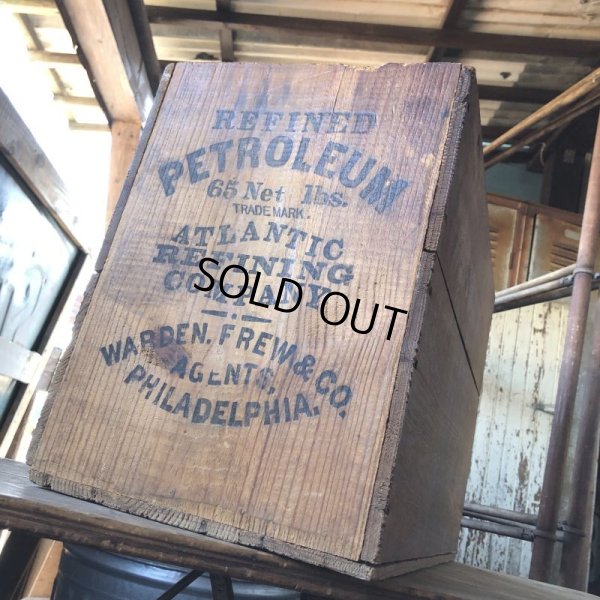 REFINED
PETROLEUM
65 Net lbs.
TRADE MARK.
ATLANTIC
REFINING
COMPANY
SOLD OUT
WARDEN, FREW & CO.
AGENTS,
PHILADELPHIA.